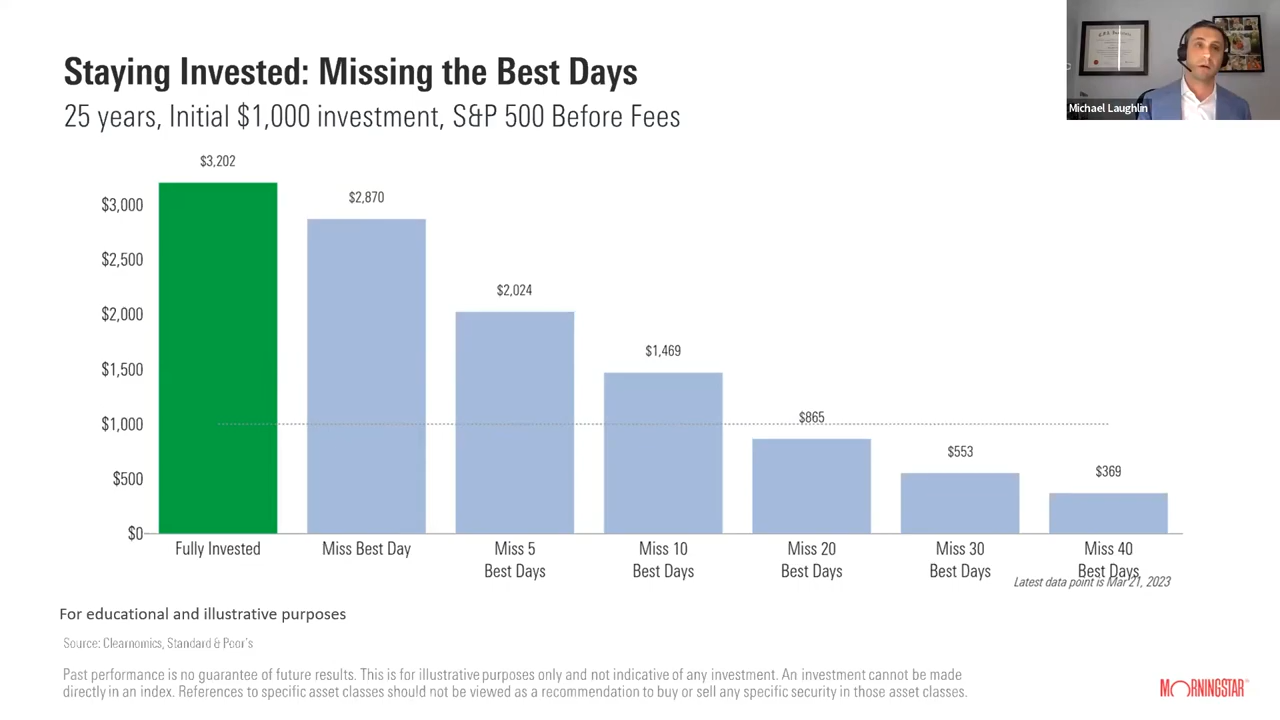 Staying Invested: Missing the Best Days
25 years, Initial $1,000 investment, S&P 500 Before Fees
Michael Laughlin
$3,202
$2,870
$2,024
$1,469
$865
$553
$369
$3,000
$2,500
$2,000
$1,500
$1,000
$500
$0
Fully Invested
Miss Best Day
Miss 5
Best Days
Miss 10
Best Days
Miss 20
Best Days
Miss 30
Best Days
Miss 40
Best Days
Latest data point is Mar 21, 2023
For educational and illustrative purposes
Source: Clearnomics, Standard & Poor's
Past performance is no guarantee of future results. This is for illustrative purposes only and not indicative of any investment. An investment cannot be made
directly in an index. References to specific asset classes should not be viewed as a recommendation to buy or sell any specific security in those asset classes.
MORNINGSTAR